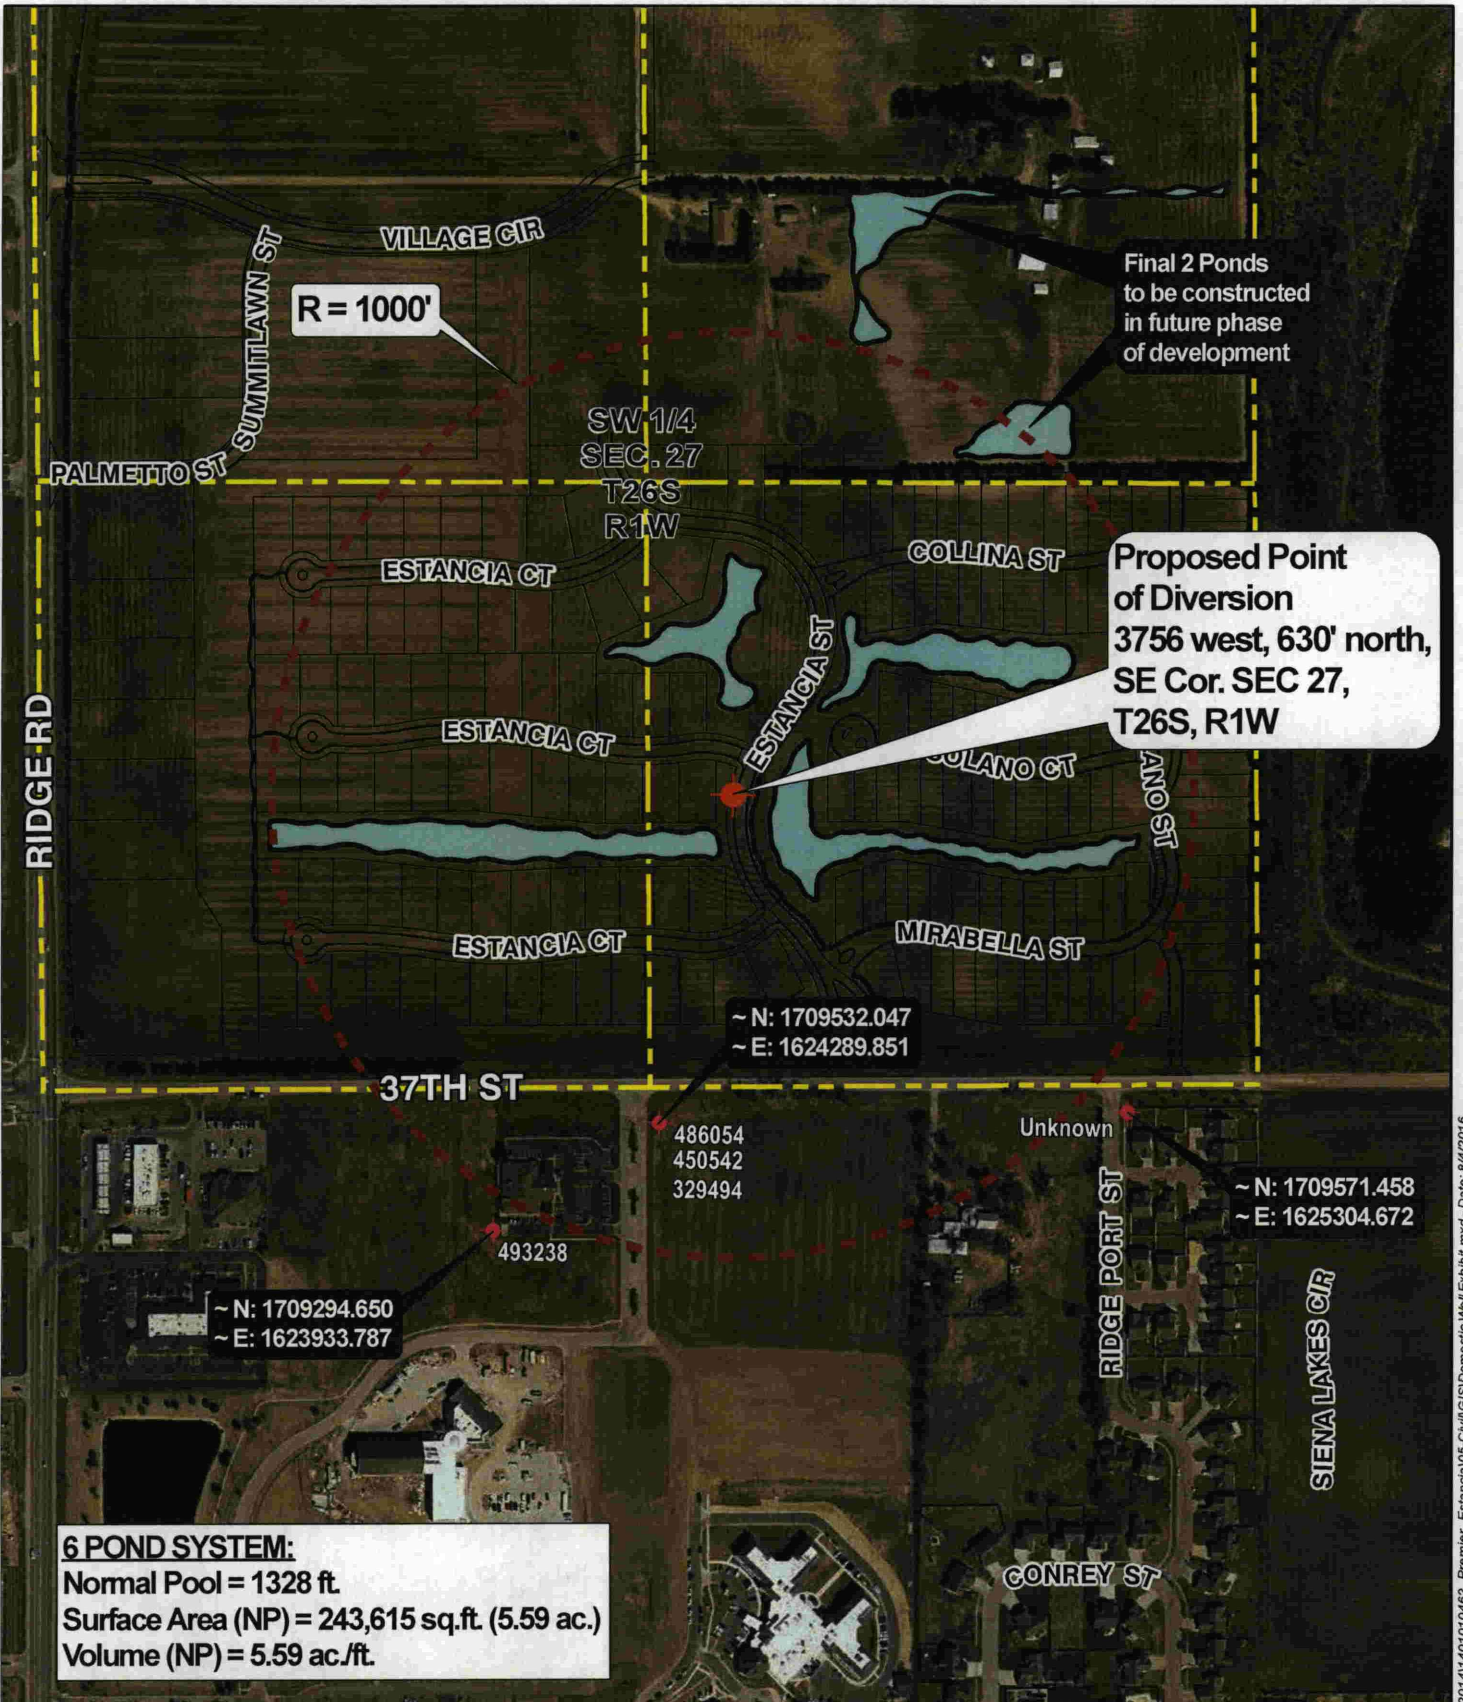 VILLAGE CIR
SUMMITLAWN ST
R = 1000'
Final 2 Ponds
to be constructed
in future phase
of development
SW 1/4
SEC. 27
T26S
R1W
PALMETTO ST
ESTANCIA CT
COLLINA ST
Proposed Point
of Diversion
3756 west, 630' north,
SE Cor. SEC 27,
T26S, R1W
ESTANCIA ST
RIDGE RD
ESTANCIA CT
CT
ST
ESTANCIA CT
MIRABELLA ST
~ N: 1709532.047
~ E: 1624289.851
37TH ST
486054
450542
329494
Unknown
~ N: 1709571.458
~ E: 1625304.672
493238
~ N: 1709294.650
~ E: 1623933.787
RIDGE PORT ST
SIENA LAKES CIR
CONREY ST
6 POND SYSTEM:
Normal Pool = 1328 ft.
Surface Area (NP) = 243,615 sq.ft. (5.59 ac.)
Volume (NP) = 5.59 ac./ft.